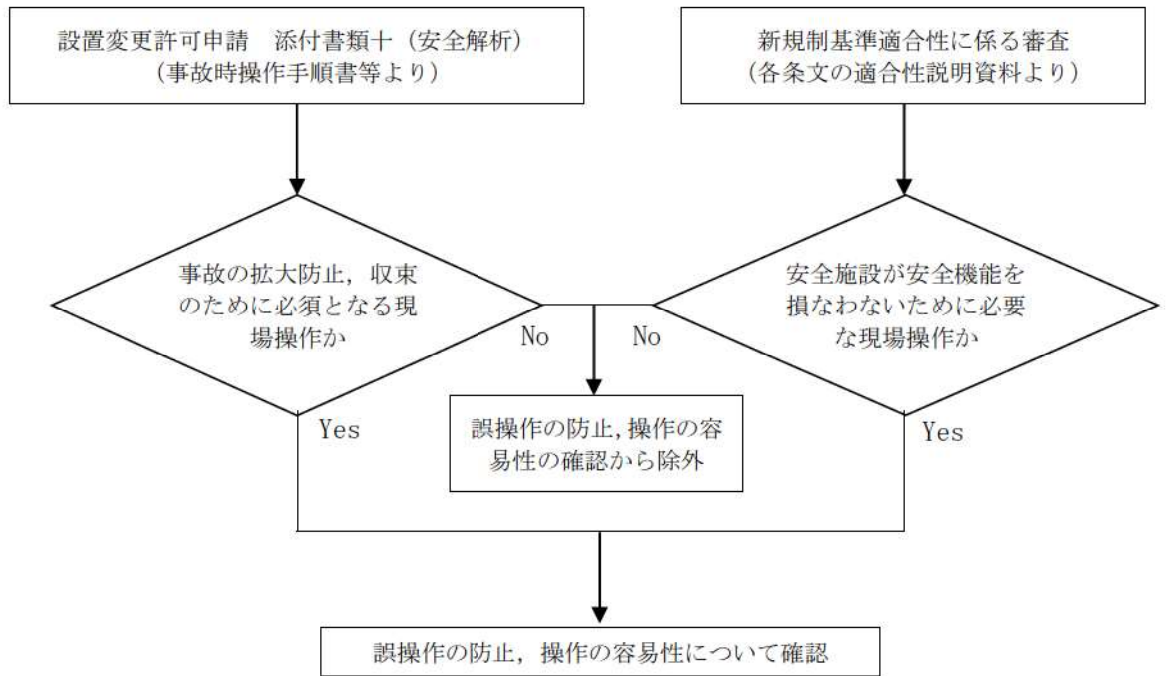 設置変更許可申請　添付書類十（安全解析）
（事故時操作手順書等より）
新規制基準適合性に係る審査
（各条文の適合性説明資料より）
事故の拡大防止，収束
のために必須となる現
場操作か
安全施設が安全機能を
損なわないために必要
な現場操作か
No
No
Yes
誤操作の防止，操作の容
易性の確認から除外
Yes
誤操作の防止，操作の容易性について確認